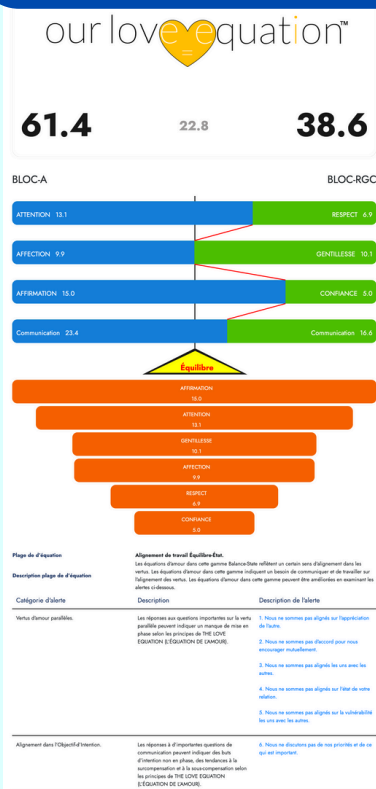 our love=equation™
61.4
22.8
38.6
BLOC-A
BLOC-RGC
ATTENTION 13.1
RESPECT 6.9
AFFECTION 9.9
GENTILLESSE 10.1
AFFIRMATION 15.0
CONFIANCE 5.0
Communication 23.4
Communication 16.6
Équilibre
AFFIRMATION
15.0
ATTENTION
13.1
GENTILLESSE
10.1
AFFECTION
9.9
RESPECT
6.9
CONFIANCE
5.0
Plage de d'équation
Description plage de d'équation
Alignement de travail Équilibre-État.
Les équations d'amour dans cette gamme Balance-State reflètent un certain sens d'alignement dans les
vertus. Les équations d'amour dans cette gamme indiquent un besoin de communiquer et de travailler sur
l'alignement des vertus. Les équations d'amour dans cette gamme peuvent être améliorées en examinant les
alertes ci-dessous.
Catégorie d'alerte
Description
Description de l'alerte
Vertus d'amour parallèles.
Les réponses aux questions importantes sur la vertu
parallèle peuvent indiquer un manque de mise en
phase selon les principes de THE LOVE
EQUATION (L'ÉQUATION DE L'AMOUR).
1. Nous ne sommes pas alignés sur l'appréciation
de l'autre.
2. Nous ne sommes pas d'accord pour nous
encourager mutuellement.
3. Nous ne sommes pas alignés les uns avec les
autres.
4. Nous ne sommes pas alignés sur l'état de notre
relation.
5. Nous ne sommes pas alignés sur la vulnérabilité
les uns avec les autres.
Alignement dans l'Objectif d'Intention.
Les réponses à d'importantes questions de
communication peuvent indiquer des buts
d'intention non en phase, des tendances à la
surcompensation et à la sous-compensation selon
les principes de THE LOVE EQUATION
(L'ÉQUATION DE L'AMOUR).
6. Nous ne discutons pas de nos priorités et de ce
qui est important.